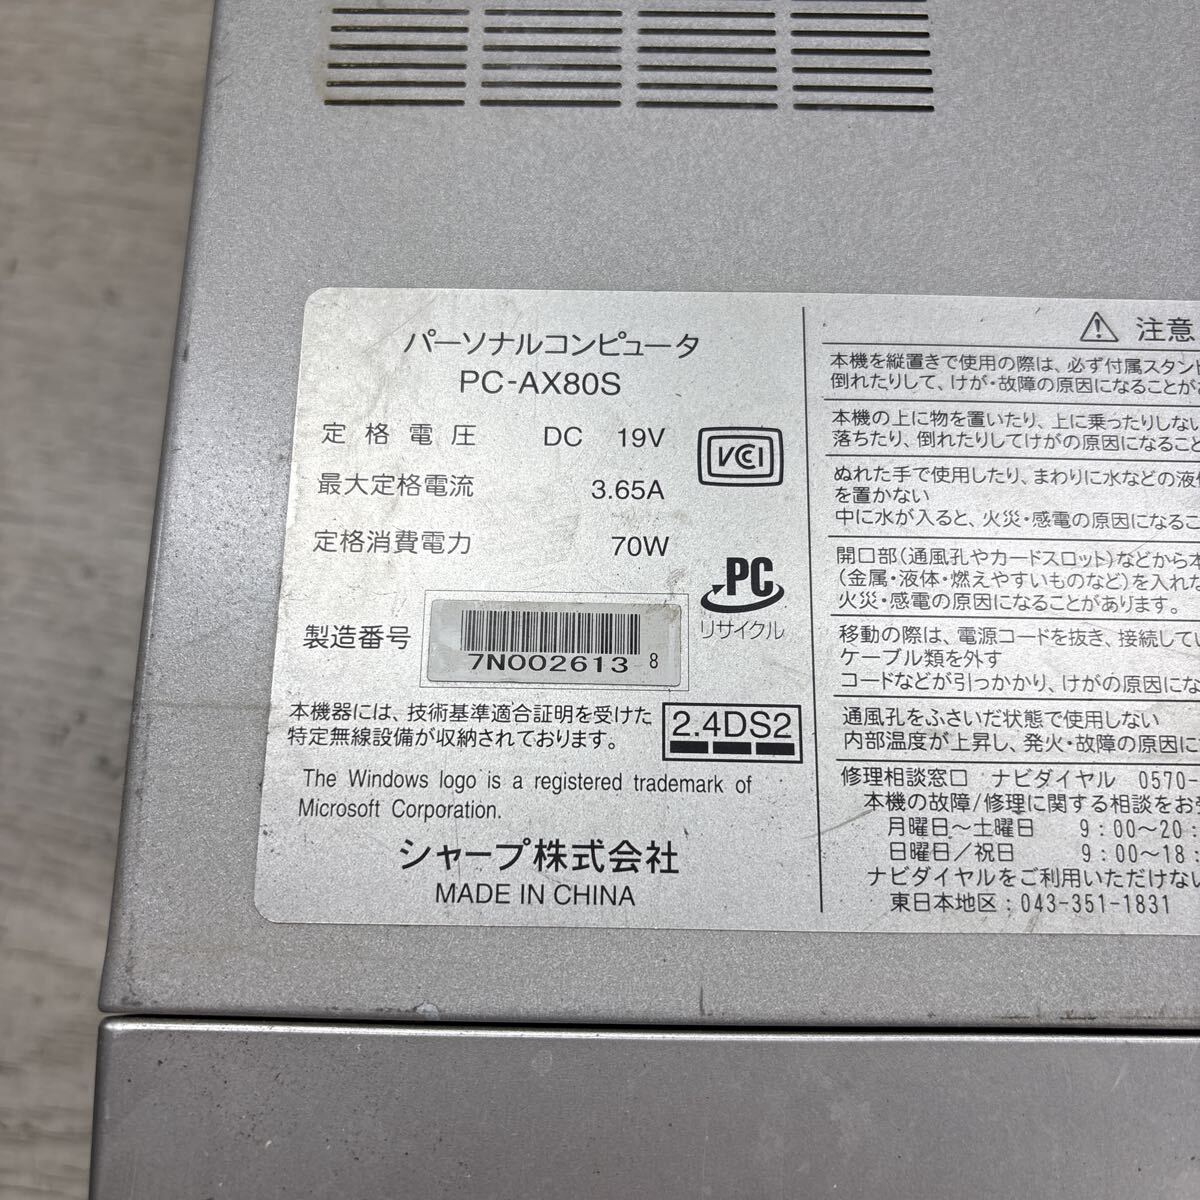 パーソナルコンピュータ
PC-AX80S
定格電圧 DC 19V
最大定格電流 3.65A
定格消費電力 70W
VCCI
PC
リサイクル
製造番号
7N002613 8
本機器には、技術基準適合証明を受けた
特定無線設備が収納されております。
2.4DS2
The Windows logo is a registered trademark of
Microsoft Corporation.
シャープ株式会社
MADE IN CHINA
注意
本機を縦置きで使用の際は、必ず付属スタン
倒れたりして、けが・故障の原因になることが
本機の上に物を置いたり、上に乗ったりしない
落ちたり、倒れたりしてけがの原因になること
ぬれた手で使用したり、まわりに水などの液
を置かない
中に水が入ると、火災・感電の原因になるこ
開口部(通風孔やカードスロット)などから
(金属・液体・燃えやすいものなど)を入れ
火災・感電の原因になることがあります。
移動の際は、電源コードを抜き、接続して
ケーブル類を外す
コードなどが引っかかり、けがの原因にな
通風孔をふさいだ状態で使用しない
内部温度が上昇し、発火・故障の原因に
修理相談窓口 ナビダイヤル 0570-
本機の故障/修理に関する相談をお
月曜日〜土曜日 9:00〜20:
日曜日/祝日 9:00〜18:
ナビダイヤルをご利用いただけない
東日本地区:043-351-1831